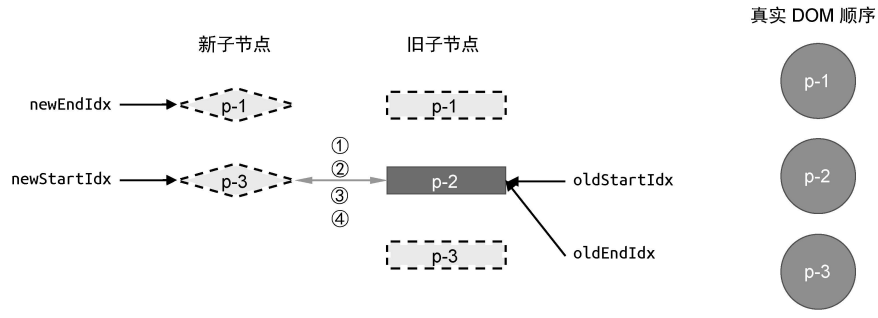 真实 DOM 顺序
新子节点 旧子节点
newEndIdx p-1 p-1 p-1
①
newStartIdx p-3 ② p-2 oldStartIdx p-2
③
④
p-3 oldEndIdx p-3